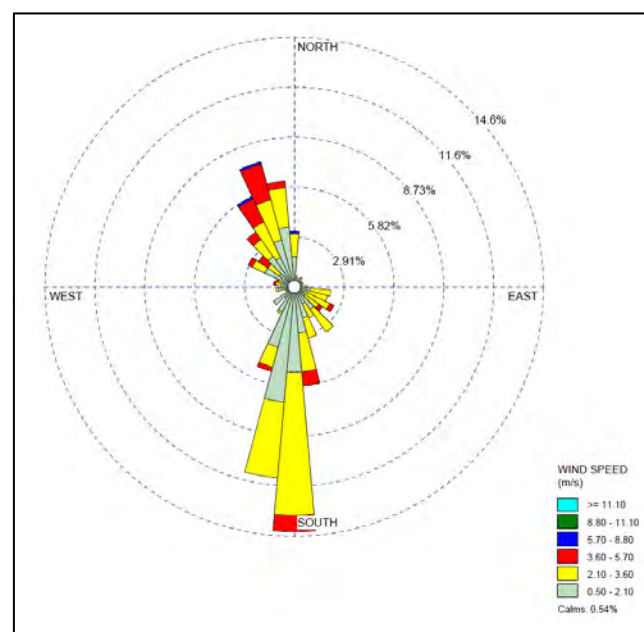 NORTH
14.6%
11.6%
8.73%
5.82%
2.91%
WEST
EAST
SOUTH
WIND SPEED
(m/s)
>= 11.10
8.80 - 11.10
5.70 - 8.80
3.60 - 5.70
2.10 - 3.60
0.50 - 2.10
Calms: 0.54%